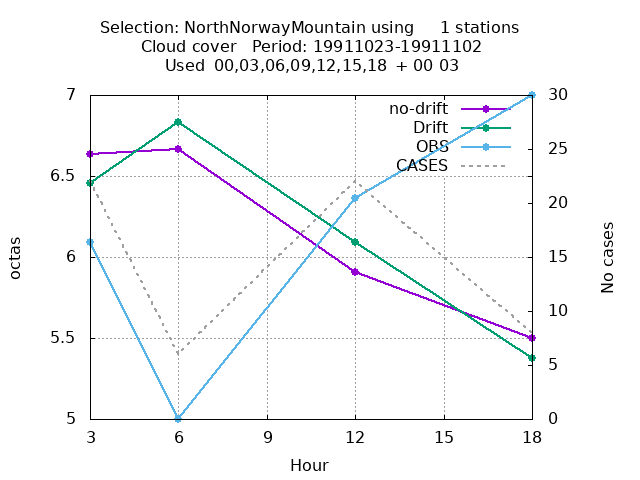 Selection: NorthNorwayMountain using     1 stations
Cloud cover   Period: 19911023-19911102
Used  00,03,06,09,12,15,18  + 00 03
7
6.5
6
5.5
5
octas
30
25
20
15
10
5
0
No cases
no-drift
Drift
OBS
CASES
3 6 9 12 15 18
Hour